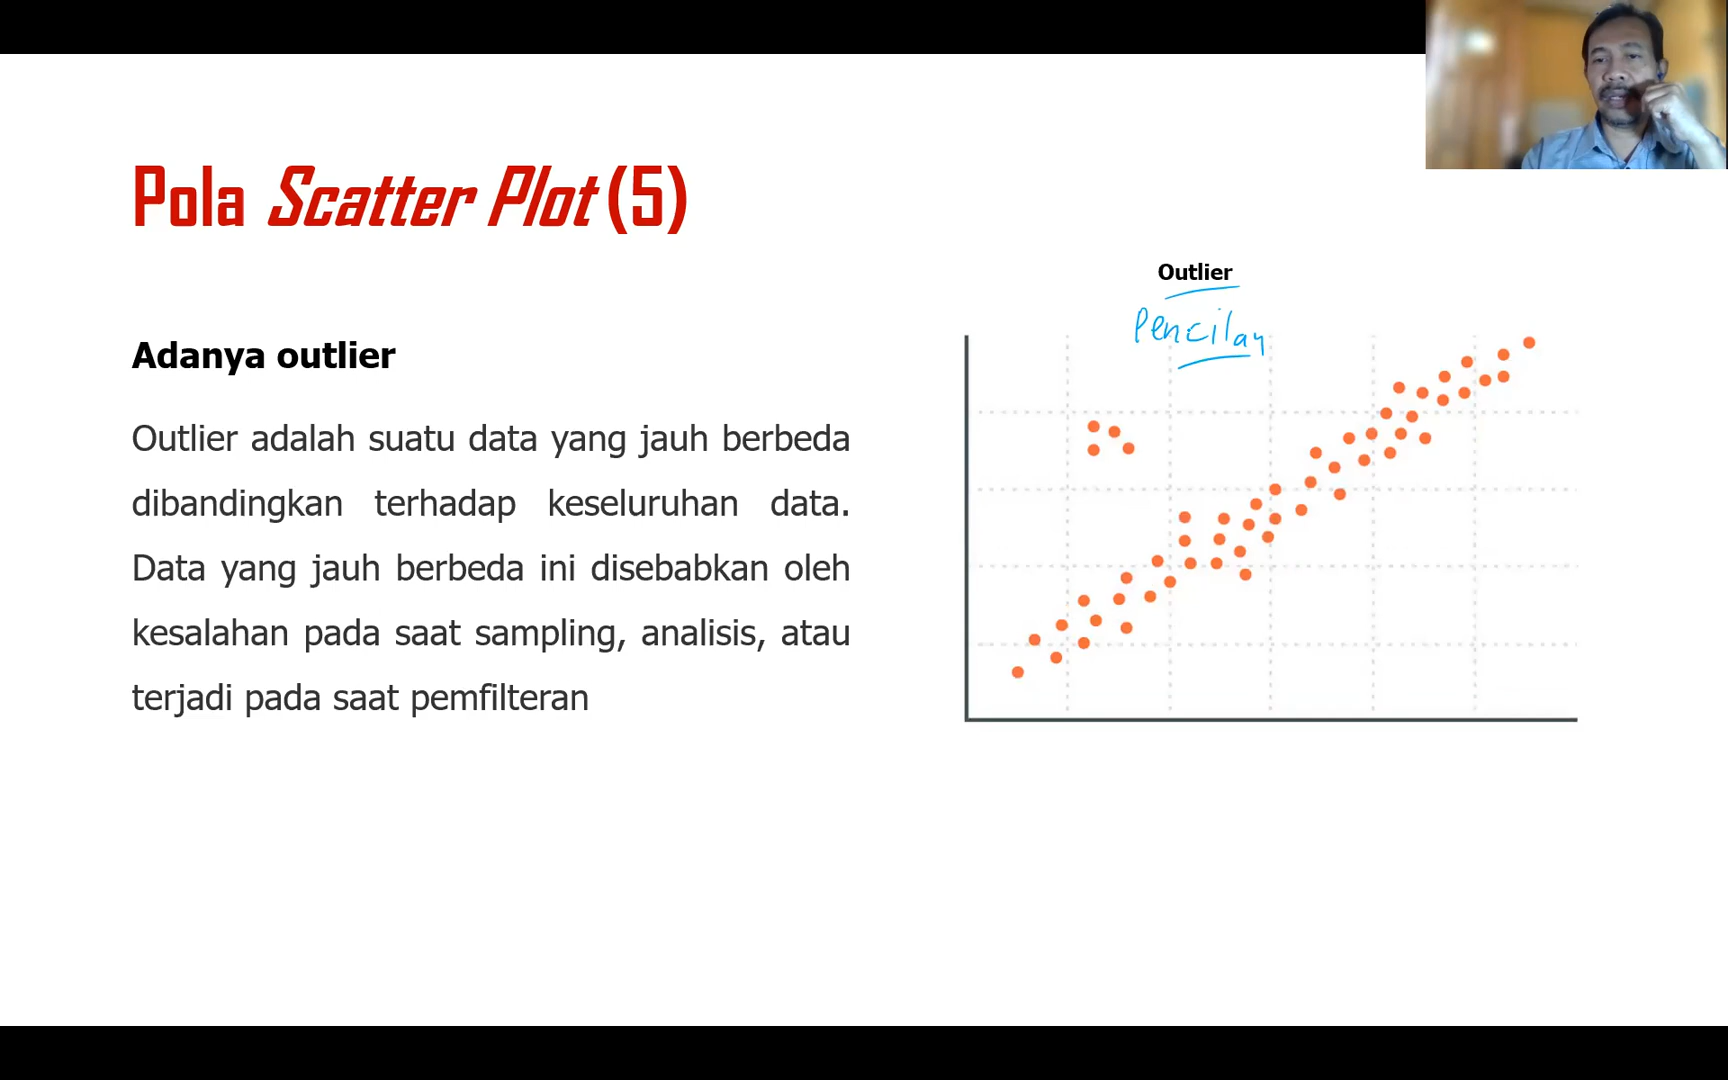 Pola Scatter Plot (5)
Adanya outlier
Outlier adalah suatu data yang jauh berbeda
dibandingkan terhadap keseluruhan data.
Data yang jauh berbeda ini disebabkan oleh
kesalahan pada saat sampling, analisis, atau
terjadi pada saat pemfilteran
Outlier
Pencilan